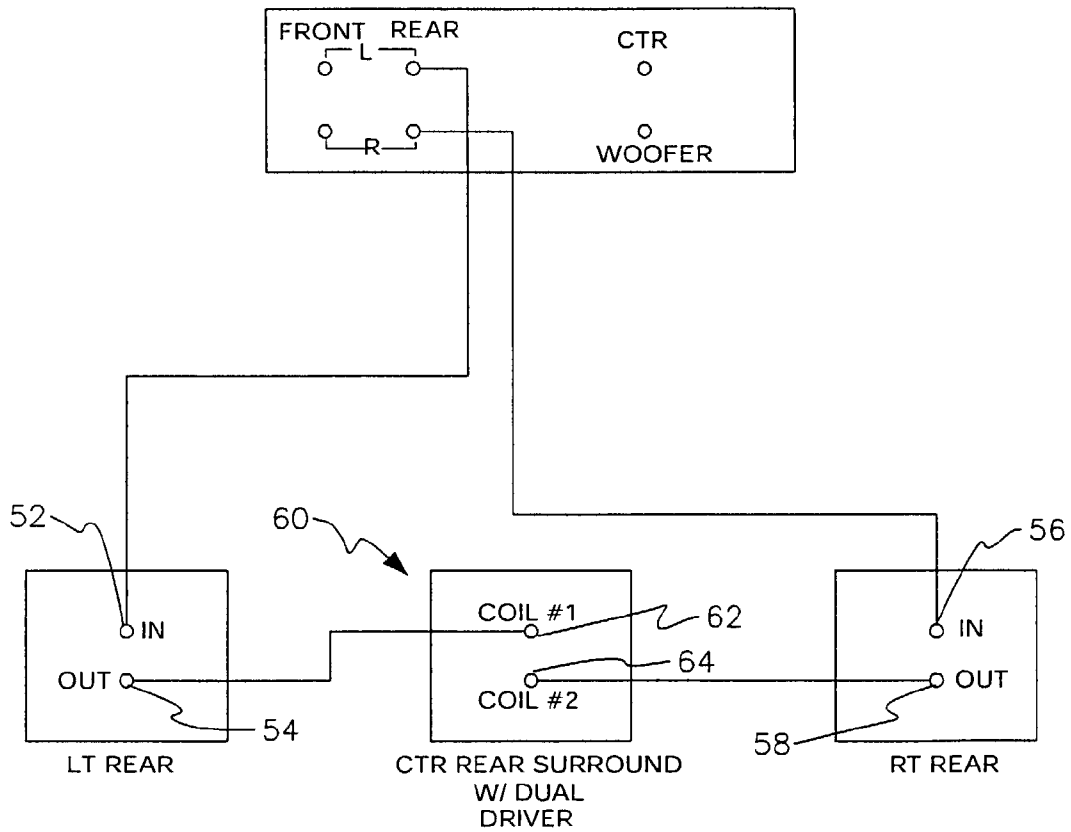 FRONT REAR
L
CTR
R
WOOFER
52
60
56
IN
COIL #1
62
IN
OUT
64
COIL #2
OUT
54
58
LT REAR
CTR REAR SURROUND
W/ DUAL
DRIVER
RT REAR